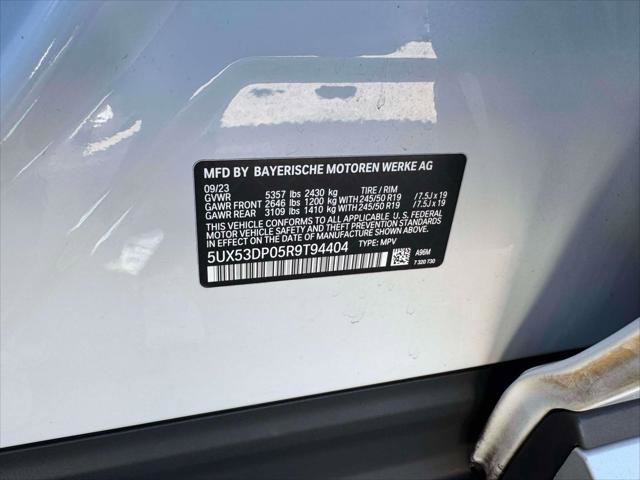 MFD BY BAYERISCHE MOTOREN WERKE AG
09/23
GVWR 5357 lbs 2430 kg TIRE / RIM
GAWR FRONT 2646 lbs 1200 kg WITH 245/50 R19 /7.5J x 19
GAWR REAR 3109 lbs 1410 kg WITH 245/50 R19 /7.5J x 19
THIS VEHICLE CONFORMS TO ALL APPLICABLE U.S. FEDERAL
MOTOR VEHICLE SAFETY STANDARDS IN EFFECT ON THE
DATE OF MANUFACTURE SHOWN ABOVE.
5UX53DP05R9T94404 TYPE: MPV
A96M
7 320 730